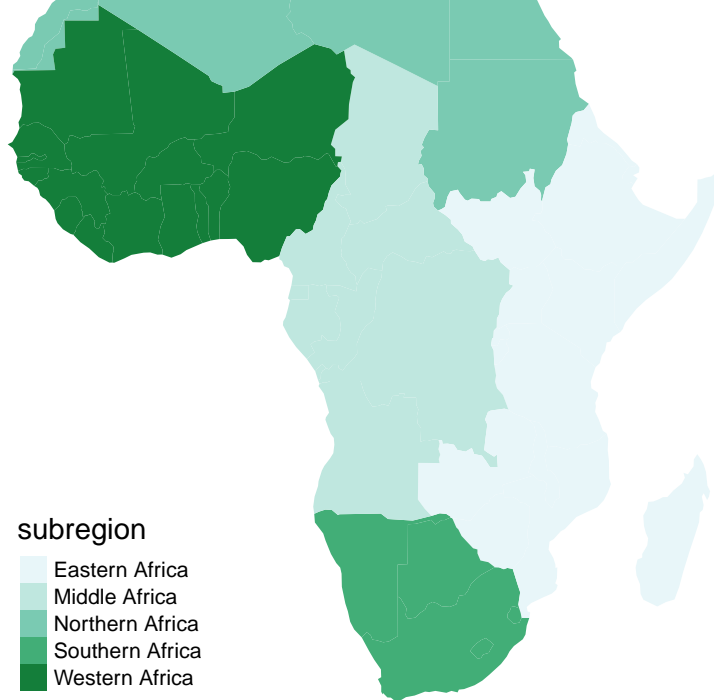 subregion
Eastern Africa
Middle Africa
Northern Africa
Southern Africa
Western Africa